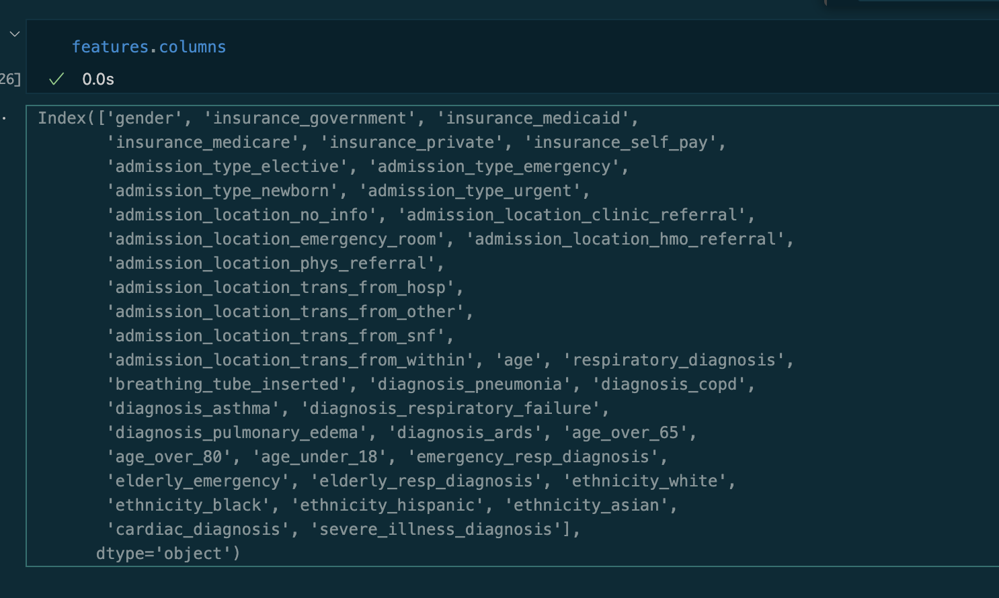 features.columns
26]
0.0s
Index(['gender', 'insurance_government', 'insurance_medicaid',
'insurance_medicare', 'insurance_private', 'insurance_self_pay',
'admission_type_elective', 'admission_type_emergency',
'admission_type_newborn', 'admission_type_urgent',
'admission_location_no_info', 'admission_location_clinic_referral',
'admission_location_emergency_room', 'admission_location_hmo_referral',
'admission_location_phys_referral',
'admission_location_trans_from_hosp',
'admission_location_trans_from_other',
'admission_location_trans_from_snf',
'admission_location_trans_from_within', 'age', 'respiratory_diagnosis',
'breathing_tube_inserted', 'diagnosis_pneumonia', 'diagnosis_copd',
'diagnosis_asthma', 'diagnosis_respiratory_failure',
'diagnosis_pulmonary_edema', 'diagnosis_ards', 'age_over_65',
'age_over_80', 'age_under_18', 'emergency_resp_diagnosis',
'elderly_emergency', 'elderly_resp_diagnosis', 'ethnicity_white',
'ethnicity_black', 'ethnicity_hispanic', 'ethnicity_asian',
'cardiac_diagnosis', 'severe_illness_diagnosis'],
dtype='object')